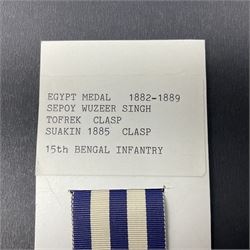 EGYPT MEDAL 1882-1889
SEPOY WUZEER SINGH
TOFREK CLASP
SUAKIN 1885 CLASP
15th BENGAL INFANTRY